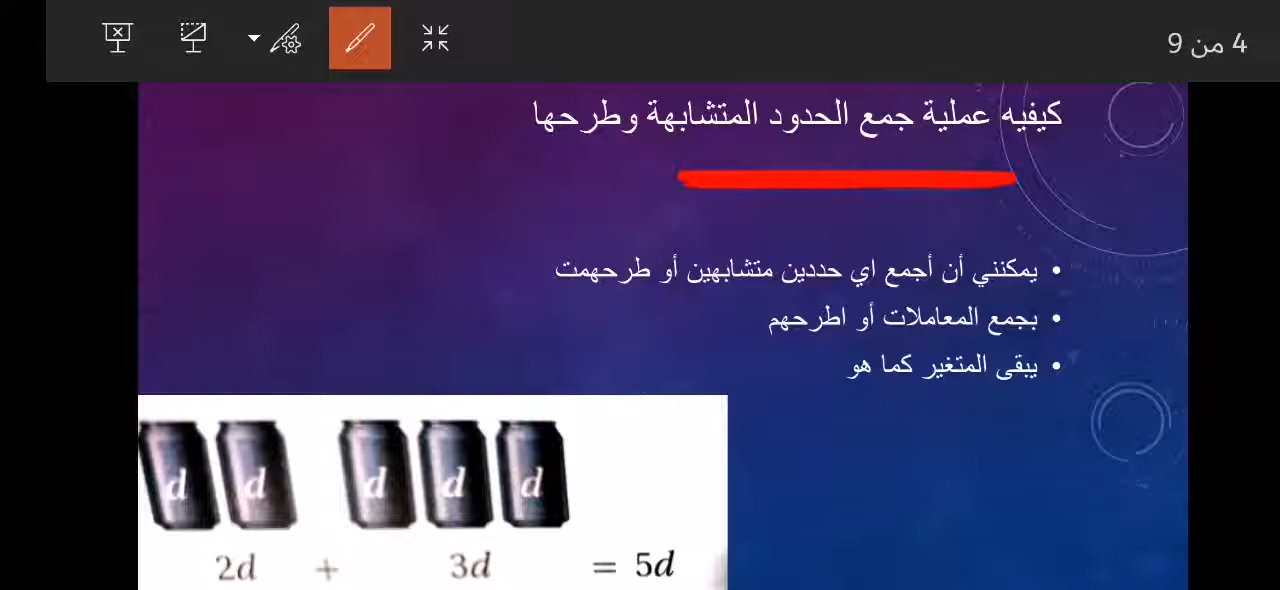 4 من 9
كيفيه عملية جمع الحدود المتشابهة وطرحها
• يمكنني أن أجمع اي حددين متشابهين أو طرحهمت
• بجمع المعاملات أو اطرحهم
• يبقى المتغير كما هو
d d d d d
2d + 3d = 5d